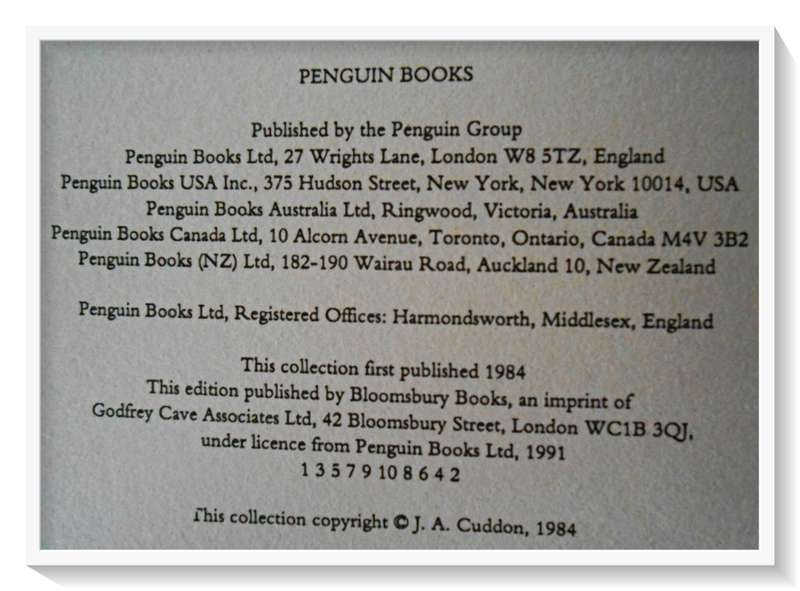 PENGUIN BOOKS
Published by the Penguin Group
Penguin Books Ltd, 27 Wrights Lane, London W8 5TZ, England
Penguin Books USA Inc., 375 Hudson Street, New York, New York 10014, USA
Penguin Books Australia Ltd, Ringwood, Victoria, Australia
Penguin Books Canada Ltd, 10 Alcorn Avenue, Toronto, Ontario, Canada M4V 3B2
Penguin Books (NZ) Ltd, 182-190 Wairau Road, Auckland 10, New Zealand
Penguin Books Ltd, Registered Offices: Harmondsworth, Middlesex, England
This collection first published 1984
This edition published by Bloomsbury Books, an imprint of
Godfrey Cave Associates Ltd, 42 Bloomsbury Street, London WC1B 3QJ,
under licence from Penguin Books Ltd, 1991
1 3 5 7 9 10 8 6 4 2
This collection copyright © J. A. Cuddon, 1984